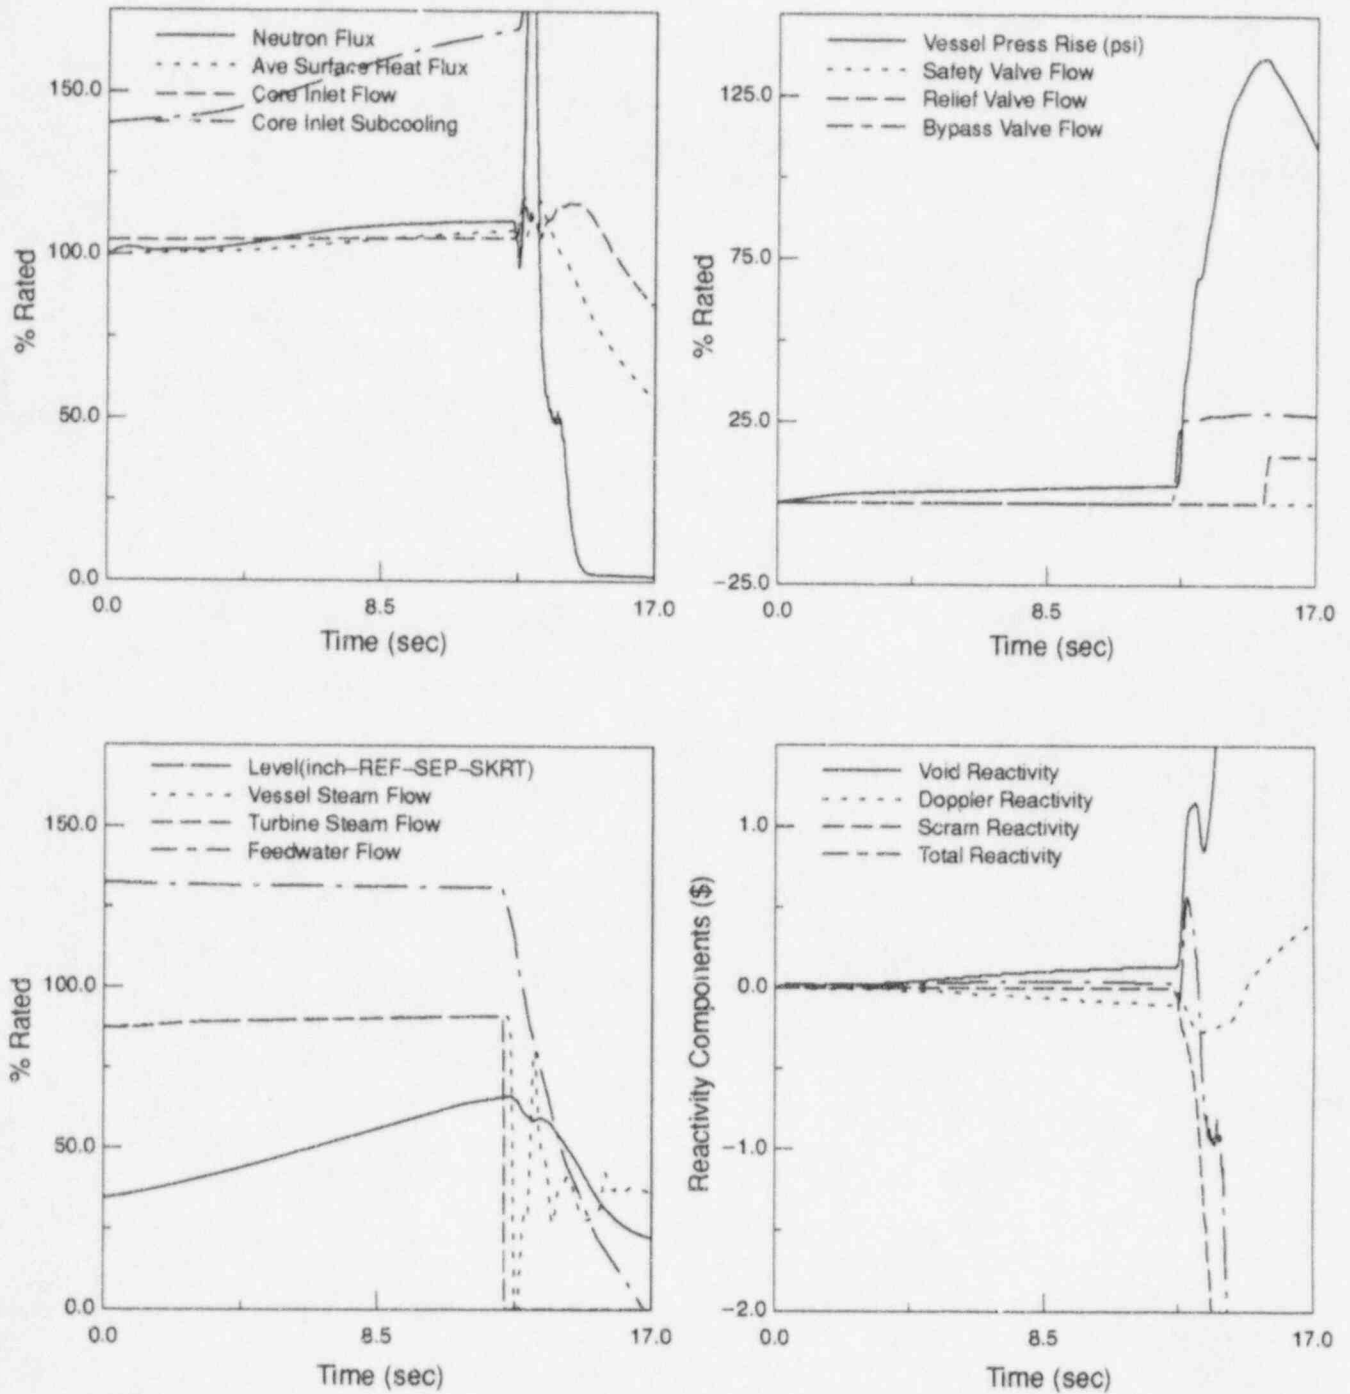 Neutron Flux
Ave Surface Heat Flux
Core Inlet Flow
Core Inlet Subcooling
150.0
100.0
50.0
0.0
% Rated
0.0
8.5
17.0
Time (sec)
Vessel Press Rise (psi)
Safety Valve Flow
Relief Valve Flow
Bypass Valve Flow
125.0
75.0
25.0
-25.0
% Rated
0.0
8.5
17.0
Time (sec)
Level(inch-REF-SEP-SKRT)
Vessel Steam Flow
Turbine Steam Flow
Feedwater Flow
150.0
100.0
50.0
0.0
% Rated
0.0
8.5
17.0
Time (sec)
Void Reactivity
Doppler Reactivity
Scram Reactivity
Total Reactivity
1.0
0.0
-1.0
-2.0
Reactivity Components ($)
0.0
8.5
17.0
Time (sec)